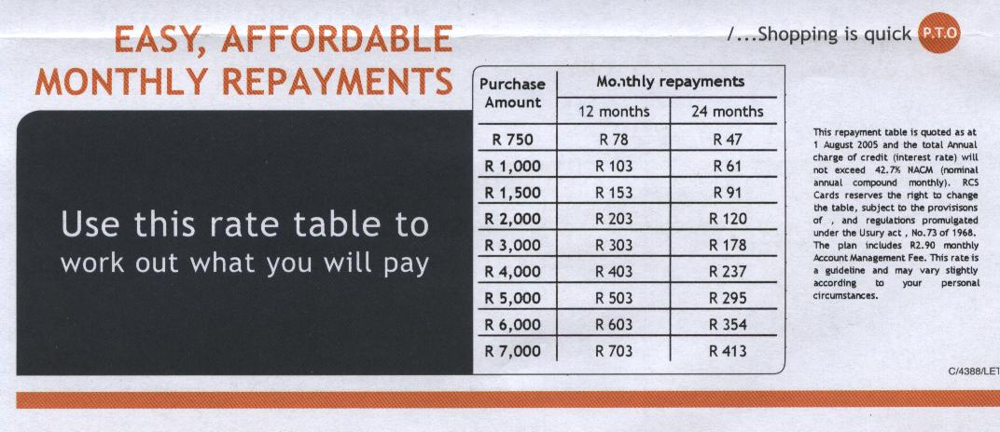 EASY, AFFORDABLE
MONTHLY REPAYMENTS
/...Shopping is quick P.T.O
Use this rate table to
work out what you will pay
Purchase Amount Monthly repayments
12 months 24 months
R 750 R 78 R 47
R 1,000 R 103 R 61
R 1,500 R 153 R 91
R 2,000 R 203 R 120
R 3,000 R 303 R 178
R 4,000 R 403 R 237
R 5,000 R 503 R 295
R 6,000 R 603 R 354
R 7,000 R 703 R 413
This repayment table is quoted as at
1 August 2005 and the total Annual
charge of credit (interest rate) will
not exceed 42.7% NACM (nominal
annual compound monthly). RCS
Cards reserves the right to change
the table, subject to the provisisons
of , and regulations promulgated
under the Usury act , No.73 of 1968.
The plan includes R2.90 monthly
Account Management Fee. This rate is
a guideline and may vary slightly
according to your personal
circumstances.
C/4388/LET